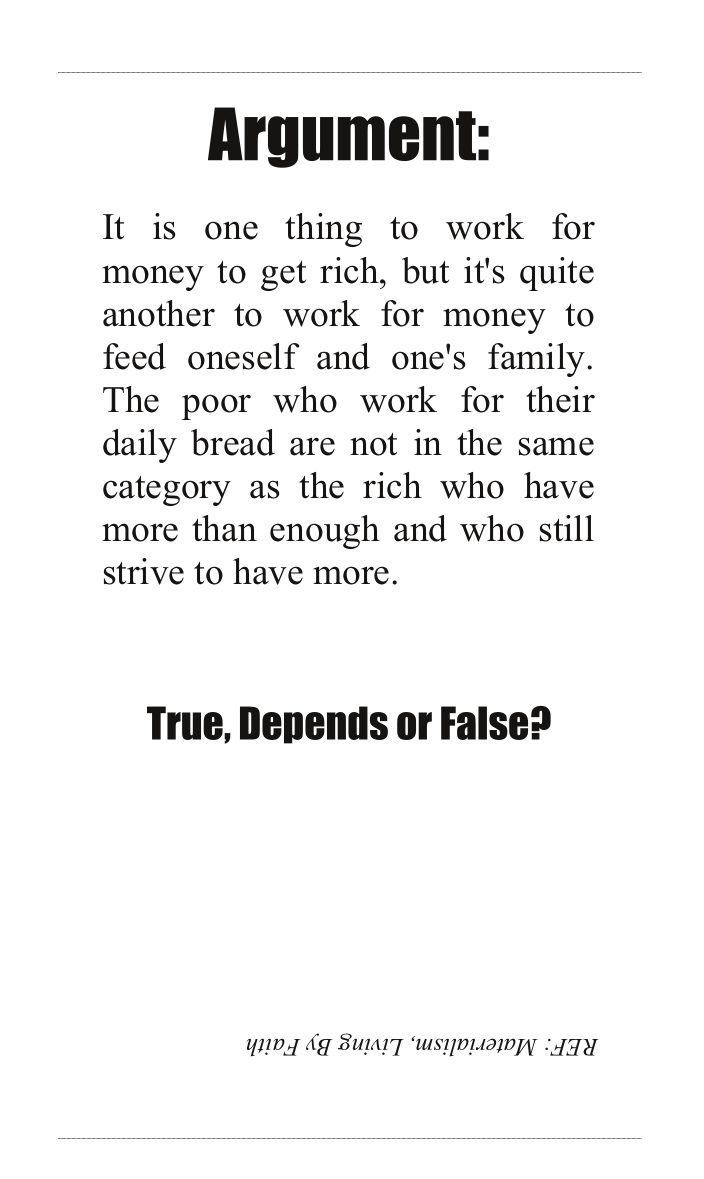 Argument:
It is one thing to work for
money to get rich, but it's quite
another to work for money to
feed oneself and one's family.
The poor who work for their
daily bread are not in the same
category as the rich who have
more than enough and who still
strive to have more.
True, Depends or False?
REF: Materialism, Living By Faith